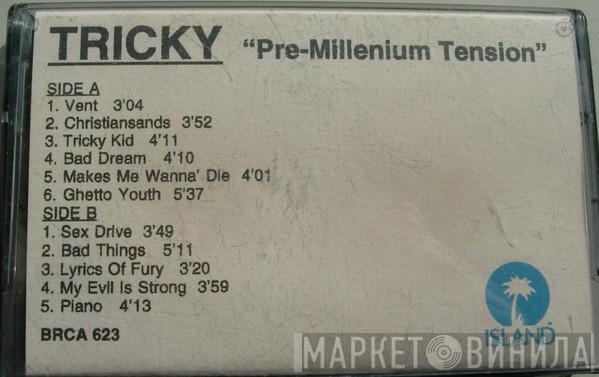 TRICKY "Pre-Millenium Tension"
SIDE A
1. Vent 3'04
2. Christiansands 3'52
3. Tricky Kid 4'11
4. Bad Dream 4'10
5. Makes Me Wanna' Die 4'01
6. Ghetto Youth 5'37
SIDE B
1. Sex Drive 3'49
2. Bad Things 5'11
3. Lyrics Of Fury 3'20
4. My Evil Is Strong 3'59
5. Piano 4'13
BRCA 623
ISLAND
МАРКЕТ ВИНИЛА